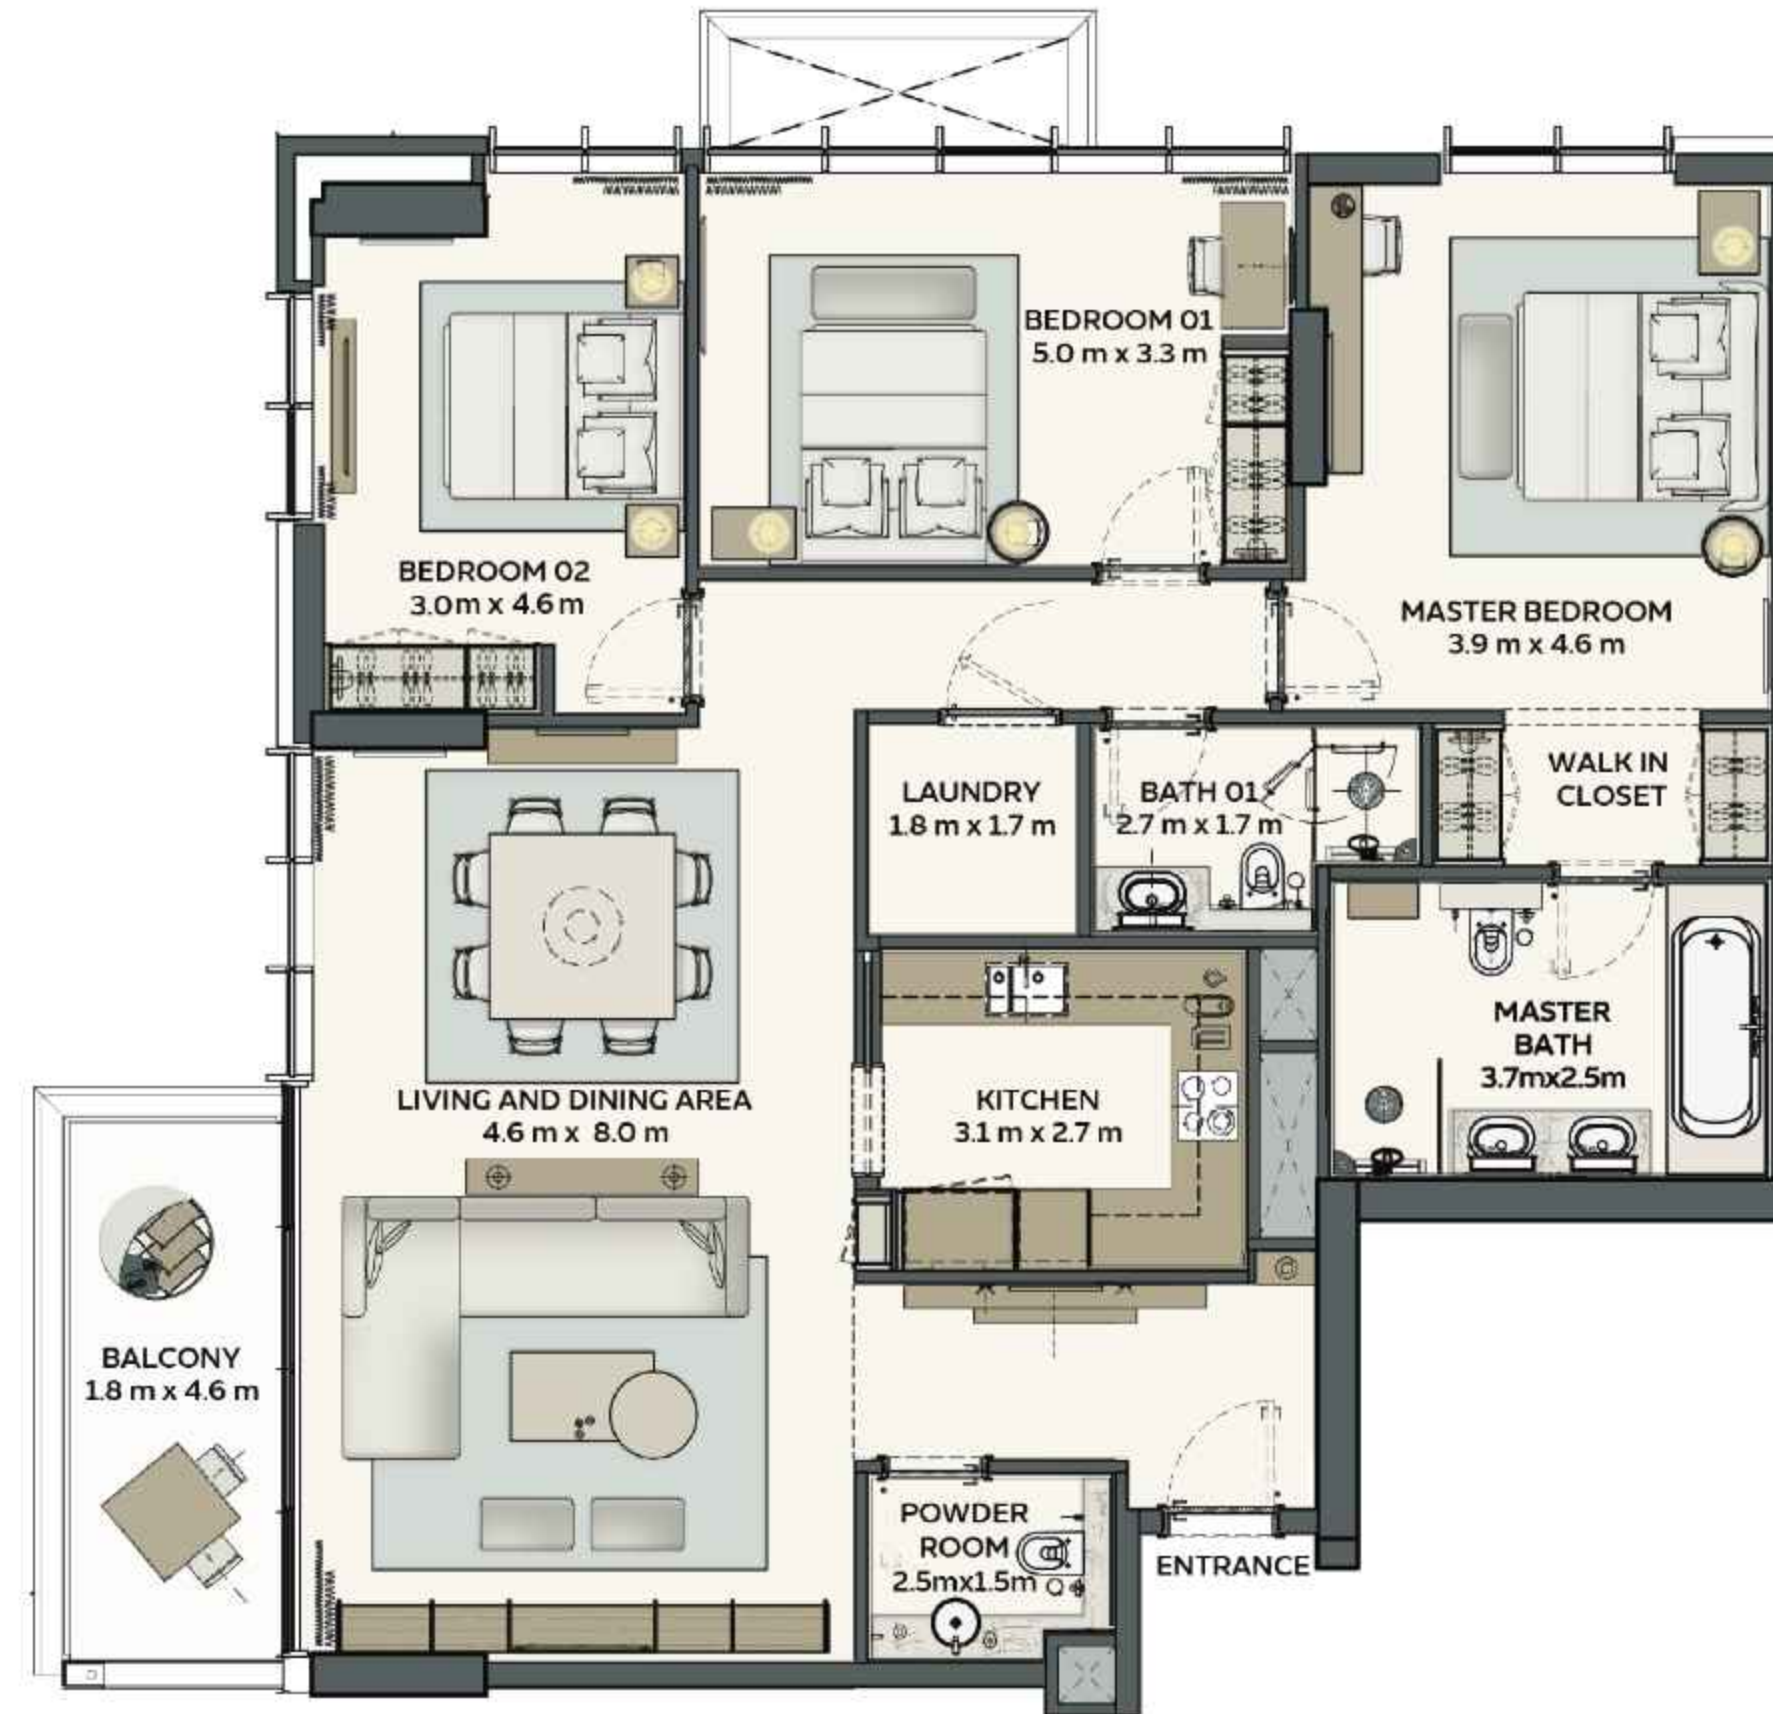 BEDROOM 01
5.0 m x 3.3 m
BEDROOM 02
3.0m x 4.6 m
MASTER BEDROOM
3.9 m x 4.6 m
WALK IN
CLOSET
LAUNDRY
1.8 m x 1.7 m
BATH 01
2.7 m x 1.7 m
MASTER
BATH
3.7mx2.5m
LIVING AND DINING AREA
4.6 m x 8.0 m
KITCHEN
3.1 m x 2.7 m
BALCONY
1.8 m x 4.6 m
POWDER
ROOM
2.5mx1.5m
ENTRANCE